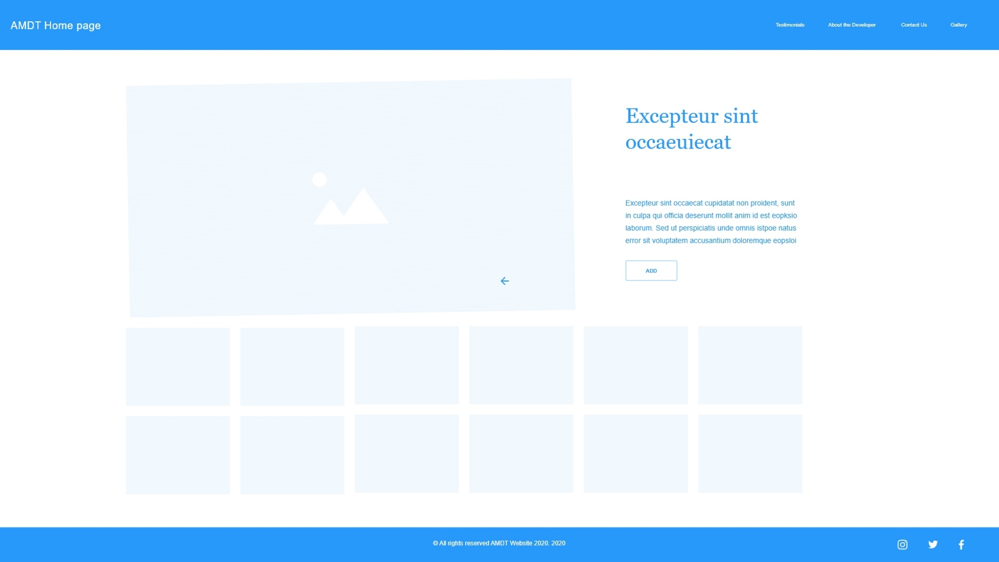 AMDT Home page
Testimonials
About the Developer
Contact Us
Gallery
Excepteur sint
occaeuiecat
Excepteur sint occaecat cupidatat non proident, sunt
in culpa qui officia deserunt mollit anim id est eopksio
laborum. Sed ut perspiciatis unde omnis istpoe natus
error sit voluptatem accusantium doloremque eopsloi
ADD
© All rights reserved AMDT Website 2020. 2020